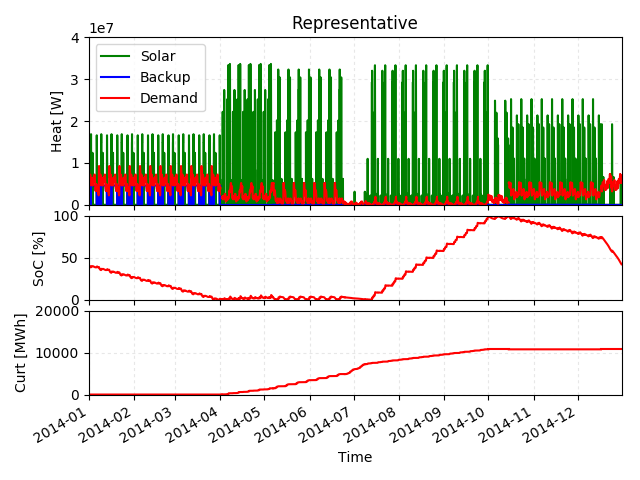 Representative
1e7
4
3
2
1
0
Heat [W]
Solar
Backup
Demand
100
50
0
SoC [%]
20000
10000
0
Curt [MWh]
2014-01
2014-02
2014-03
2014-04
2014-05
2014-06
2014-07
2014-08
2014-09
2014-10
2014-11
2014-12
Time